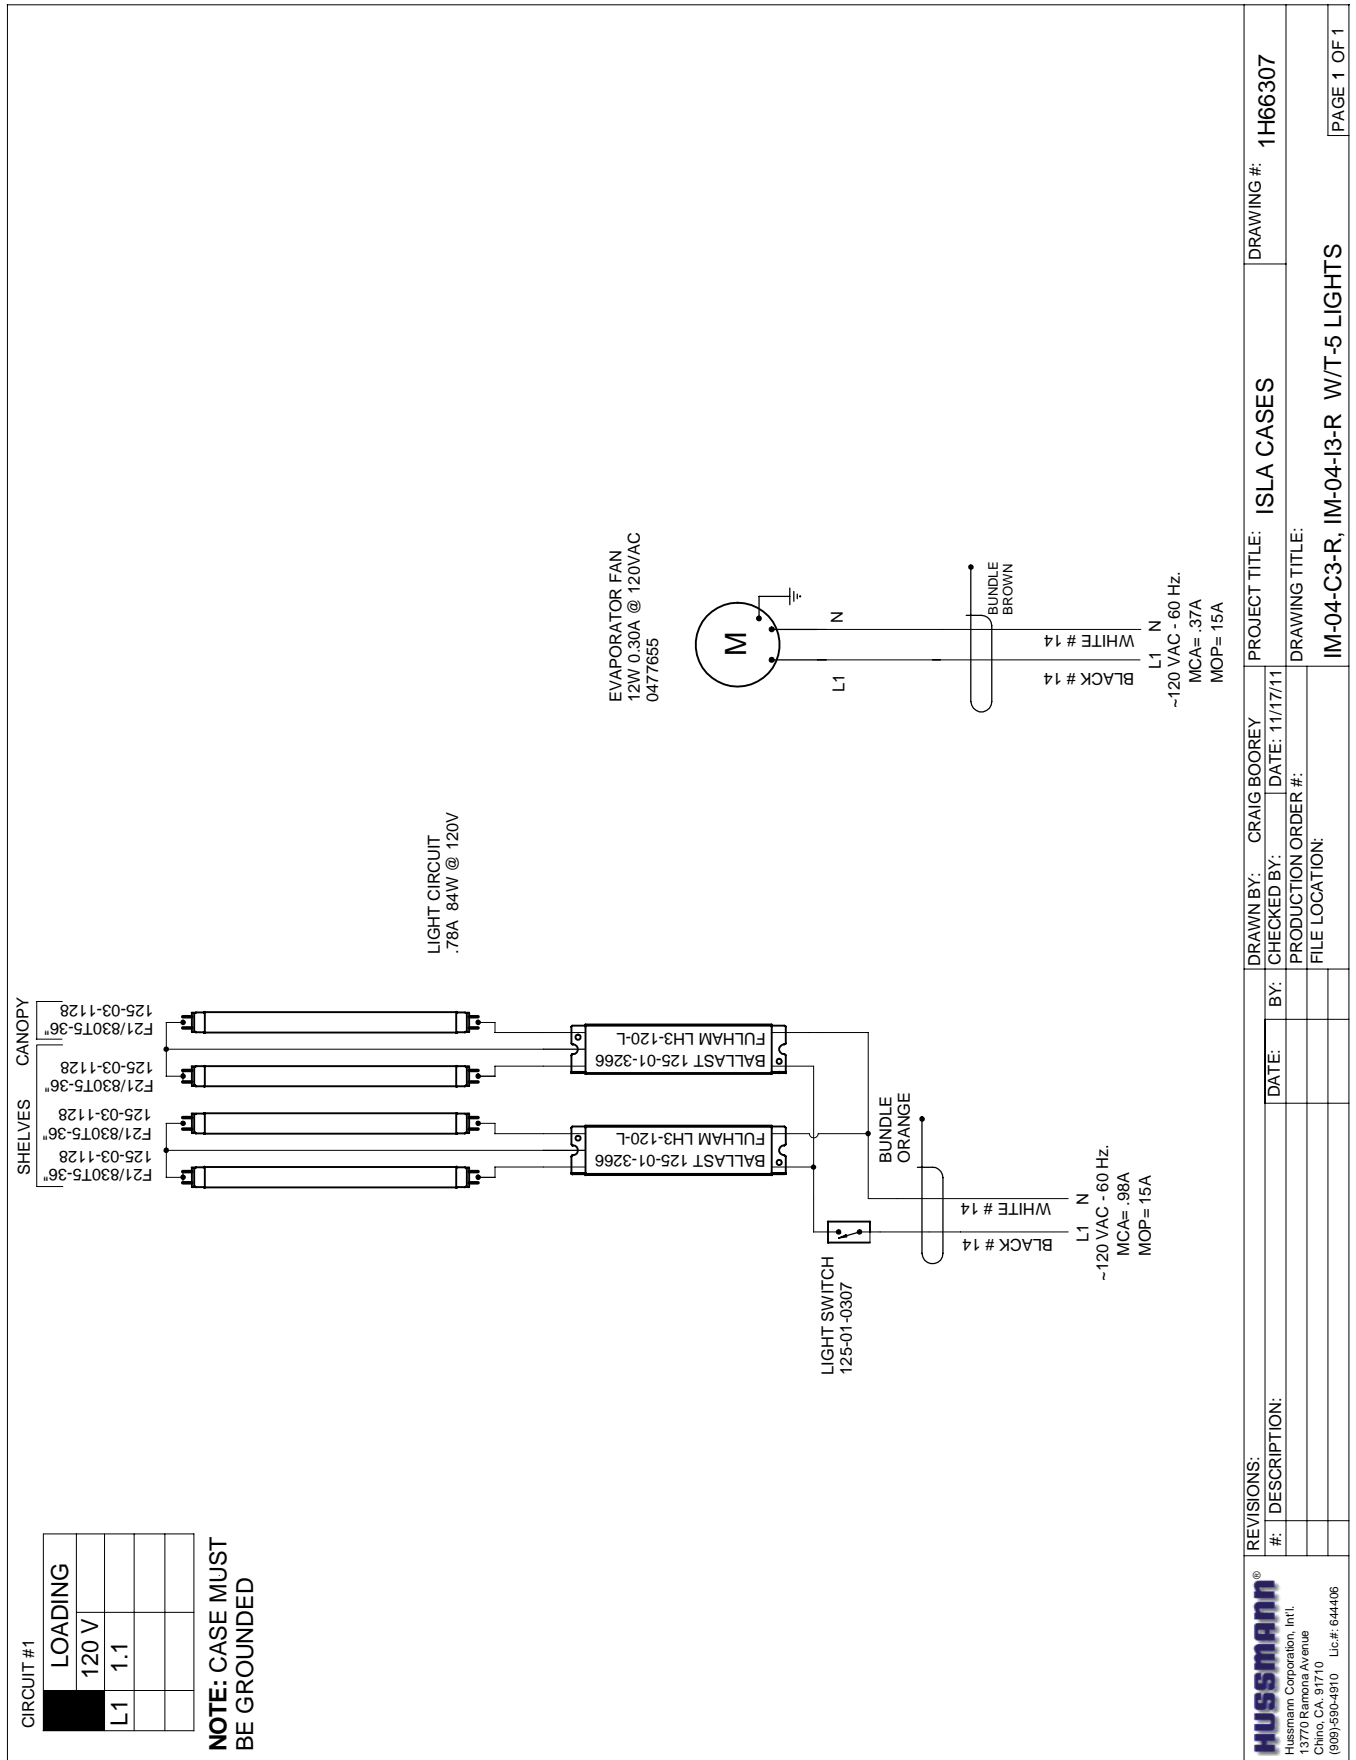 CIRCUIT #1
LOADING
120 V
L1 1.1
NOTE: CASE MUST
BE GROUNDED
SHELVES
CANOPY
F21/830T5-36"
125-03-1128
F21/830T5-36"
125-03-1128
F21/830T5-36"
125-03-1128
F21/830T5-36"
125-03-1128
LIGHT CIRCUIT
.78A 84W @ 120V
BALLAST 125-01-3266
FULHAM LH3-120-L
BALLAST 125-01-3266
FULHAM LH3-120-L
LIGHT SWITCH
125-01-0307
BUNDLE
ORANGE
BLACK # 14
WHITE # 14
L1 N
~120 VAC - 60 Hz.
MCA= .98A
MOP= 15A
EVAPORATOR FAN
12W 0.30A @ 120VAC
0477655
M
L1
N
BUNDLE
BROWN
BLACK # 14
WHITE # 14
L1 N
~120 VAC - 60 Hz.
MCA= .37A
MOP= 15A
HUSSMANN®
Hussmann Corporation, Int'l.
13770 Ramona Avenue
Chino, CA. 91710
(909)-590-4910 Lic.#: 644406
REVISIONS:
#: DESCRIPTION:
DATE:
BY:
DRAWN BY: CRAIG BOOREY
CHECKED BY:
DATE: 11/17/11
PRODUCTION ORDER #:
FILE LOCATION:
PROJECT TITLE: ISLA CASES
DRAWING #: 1H66307
DRAWING TITLE:
IM-04-C3-R, IM-04-I3-R W/T-5 LIGHTS
PAGE 1 OF 1